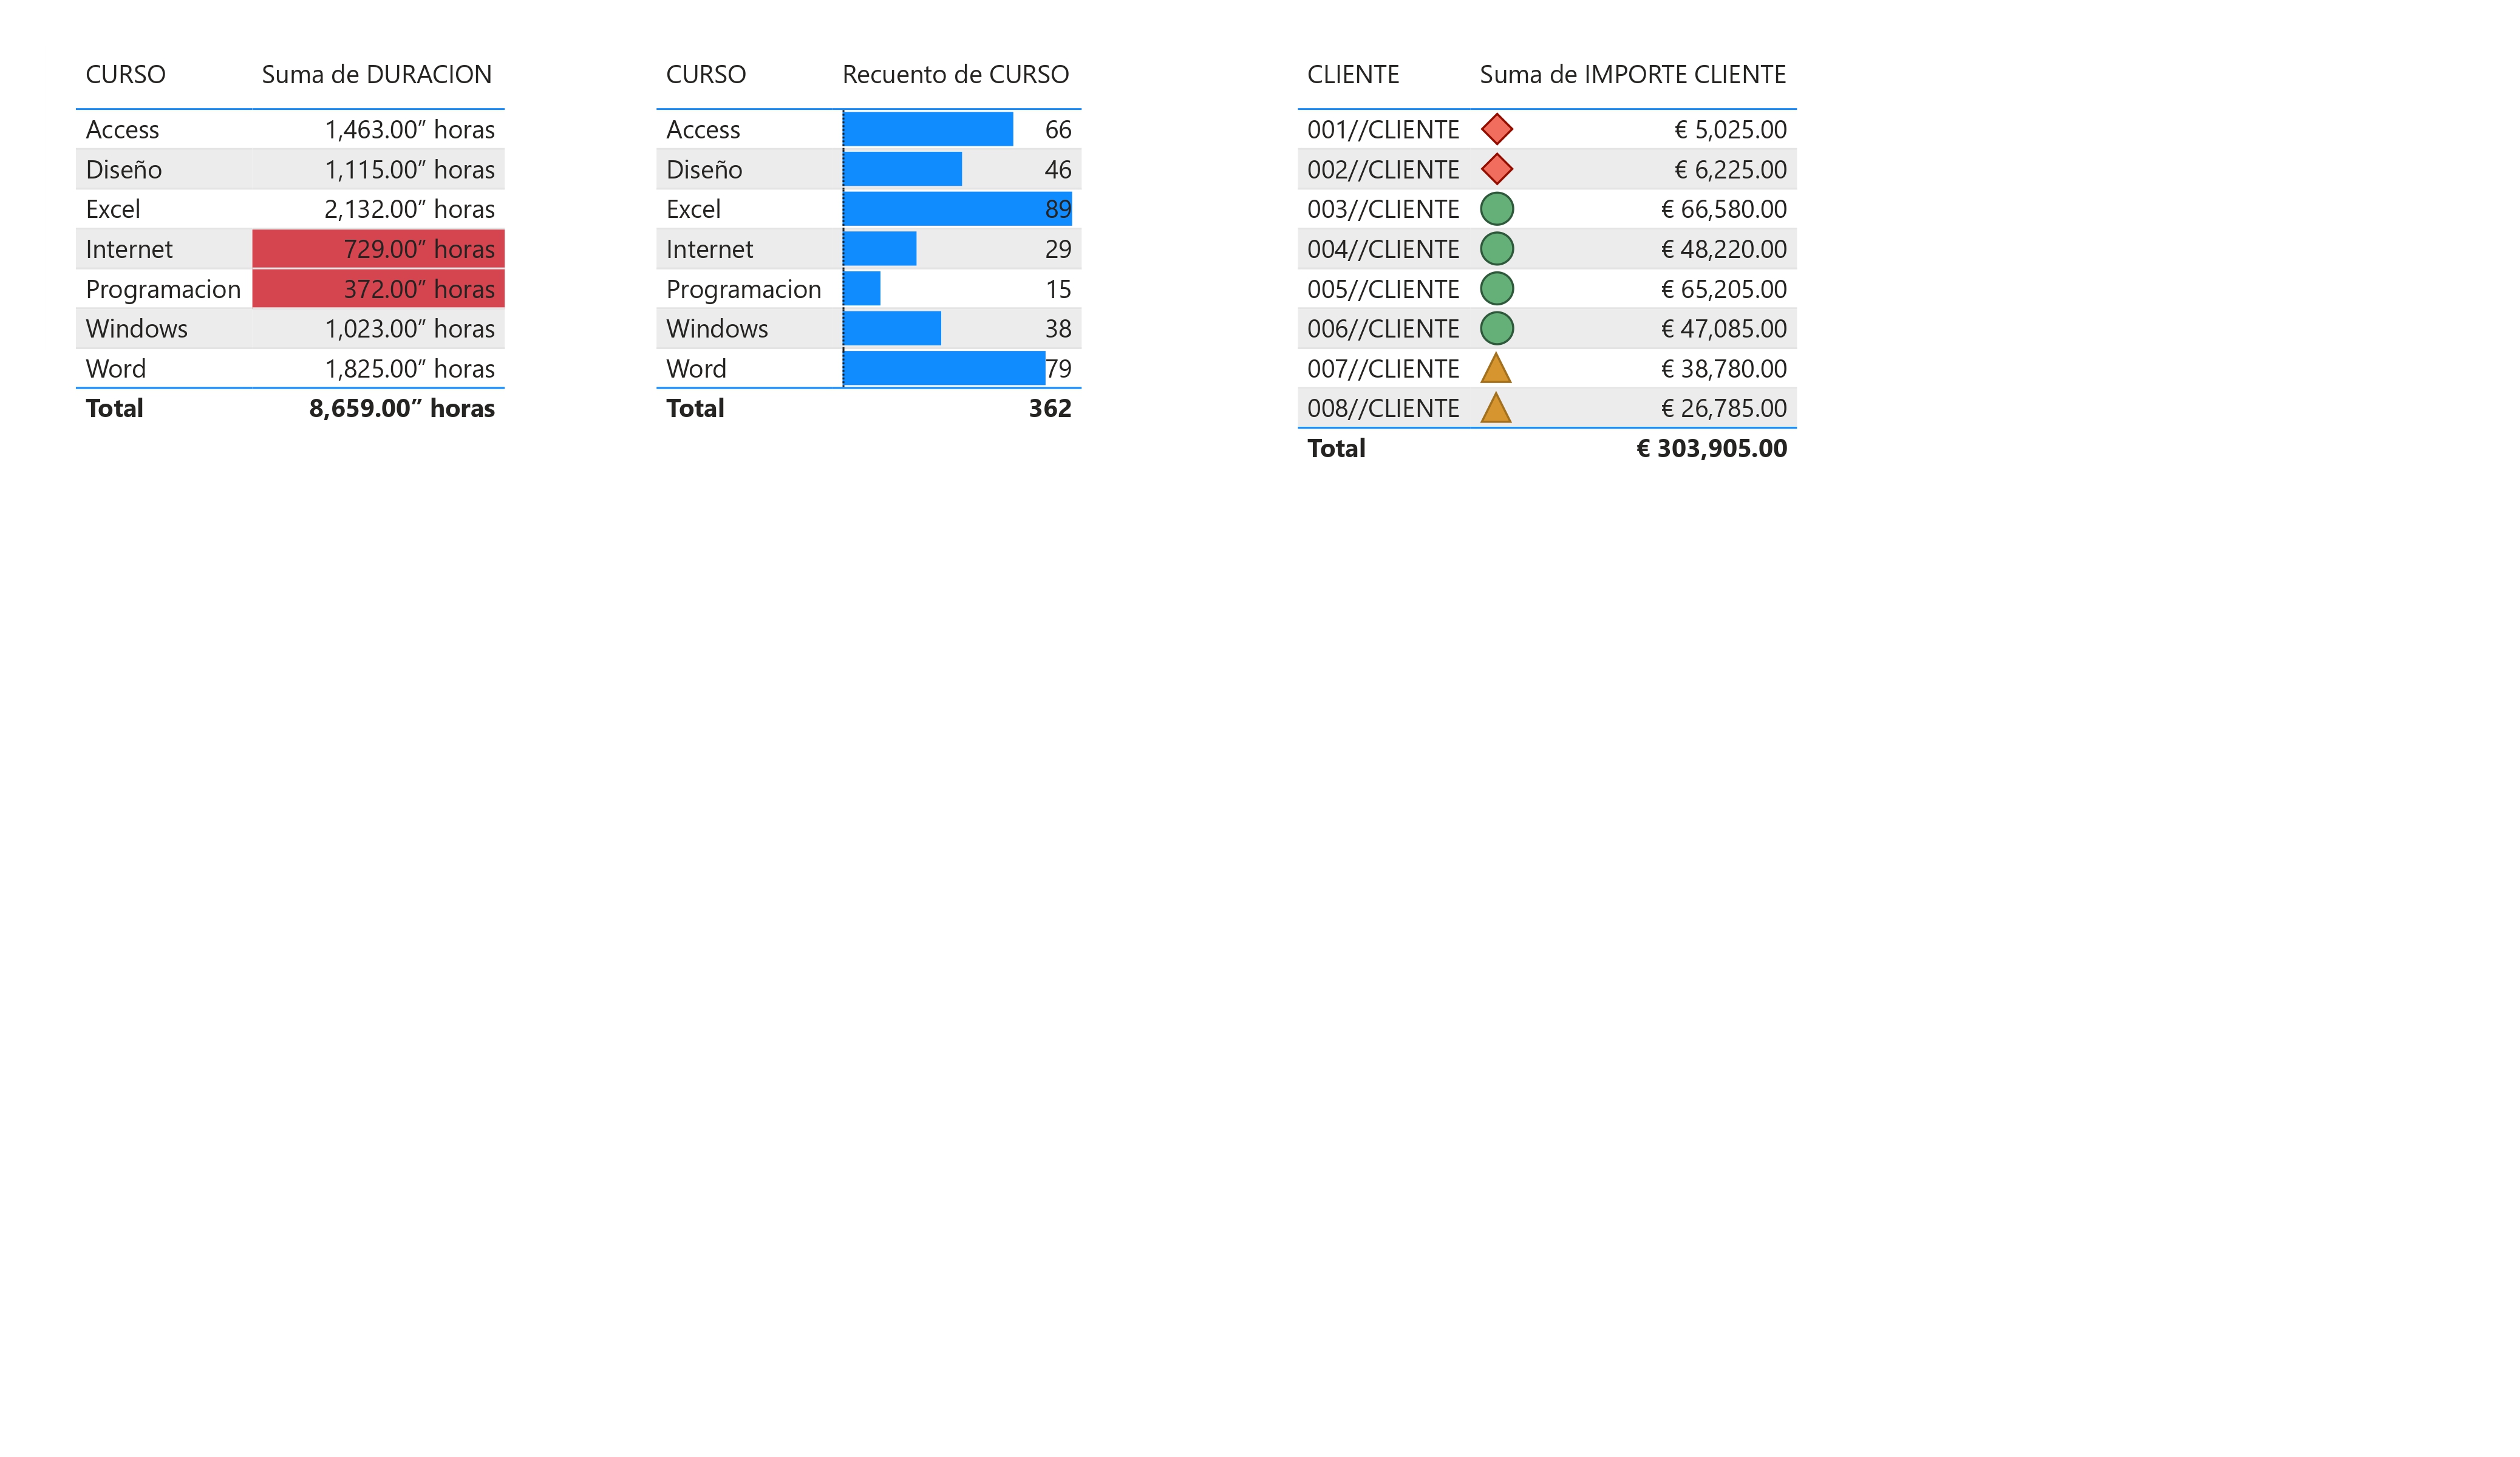 CURSO Suma de DURACION
Access 1,463.00” horas
Diseño 1,115.00” horas
Excel 2,132.00” horas
Internet 729.00” horas
Programacion 372.00” horas
Windows 1,023.00” horas
Word 1,825.00” horas
Total 8,659.00” horas
CURSO Recuento de CURSO
Access 66
Diseño 46
Excel 89
Internet 29
Programacion 15
Windows 38
Word 79
Total 362
CLIENTE Suma de IMPORTE CLIENTE
001//CLIENTE € 5,025.00
002//CLIENTE € 6,225.00
003//CLIENTE € 66,580.00
004//CLIENTE € 48,220.00
005//CLIENTE € 65,205.00
006//CLIENTE € 47,085.00
007//CLIENTE € 38,780.00
008//CLIENTE € 26,785.00
Total € 303,905.00